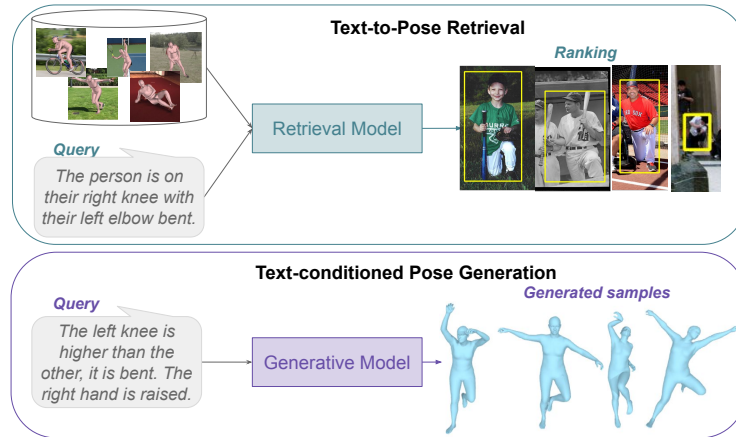 Text-to-Pose Retrieval
Ranking
Retrieval Model
Query
The person is on
their right knee with
their left elbow bent.
Text-conditioned Pose Generation
Query
Generated samples
The left knee is
higher than the
other, it is bent. The
right hand is raised.
Generative Model